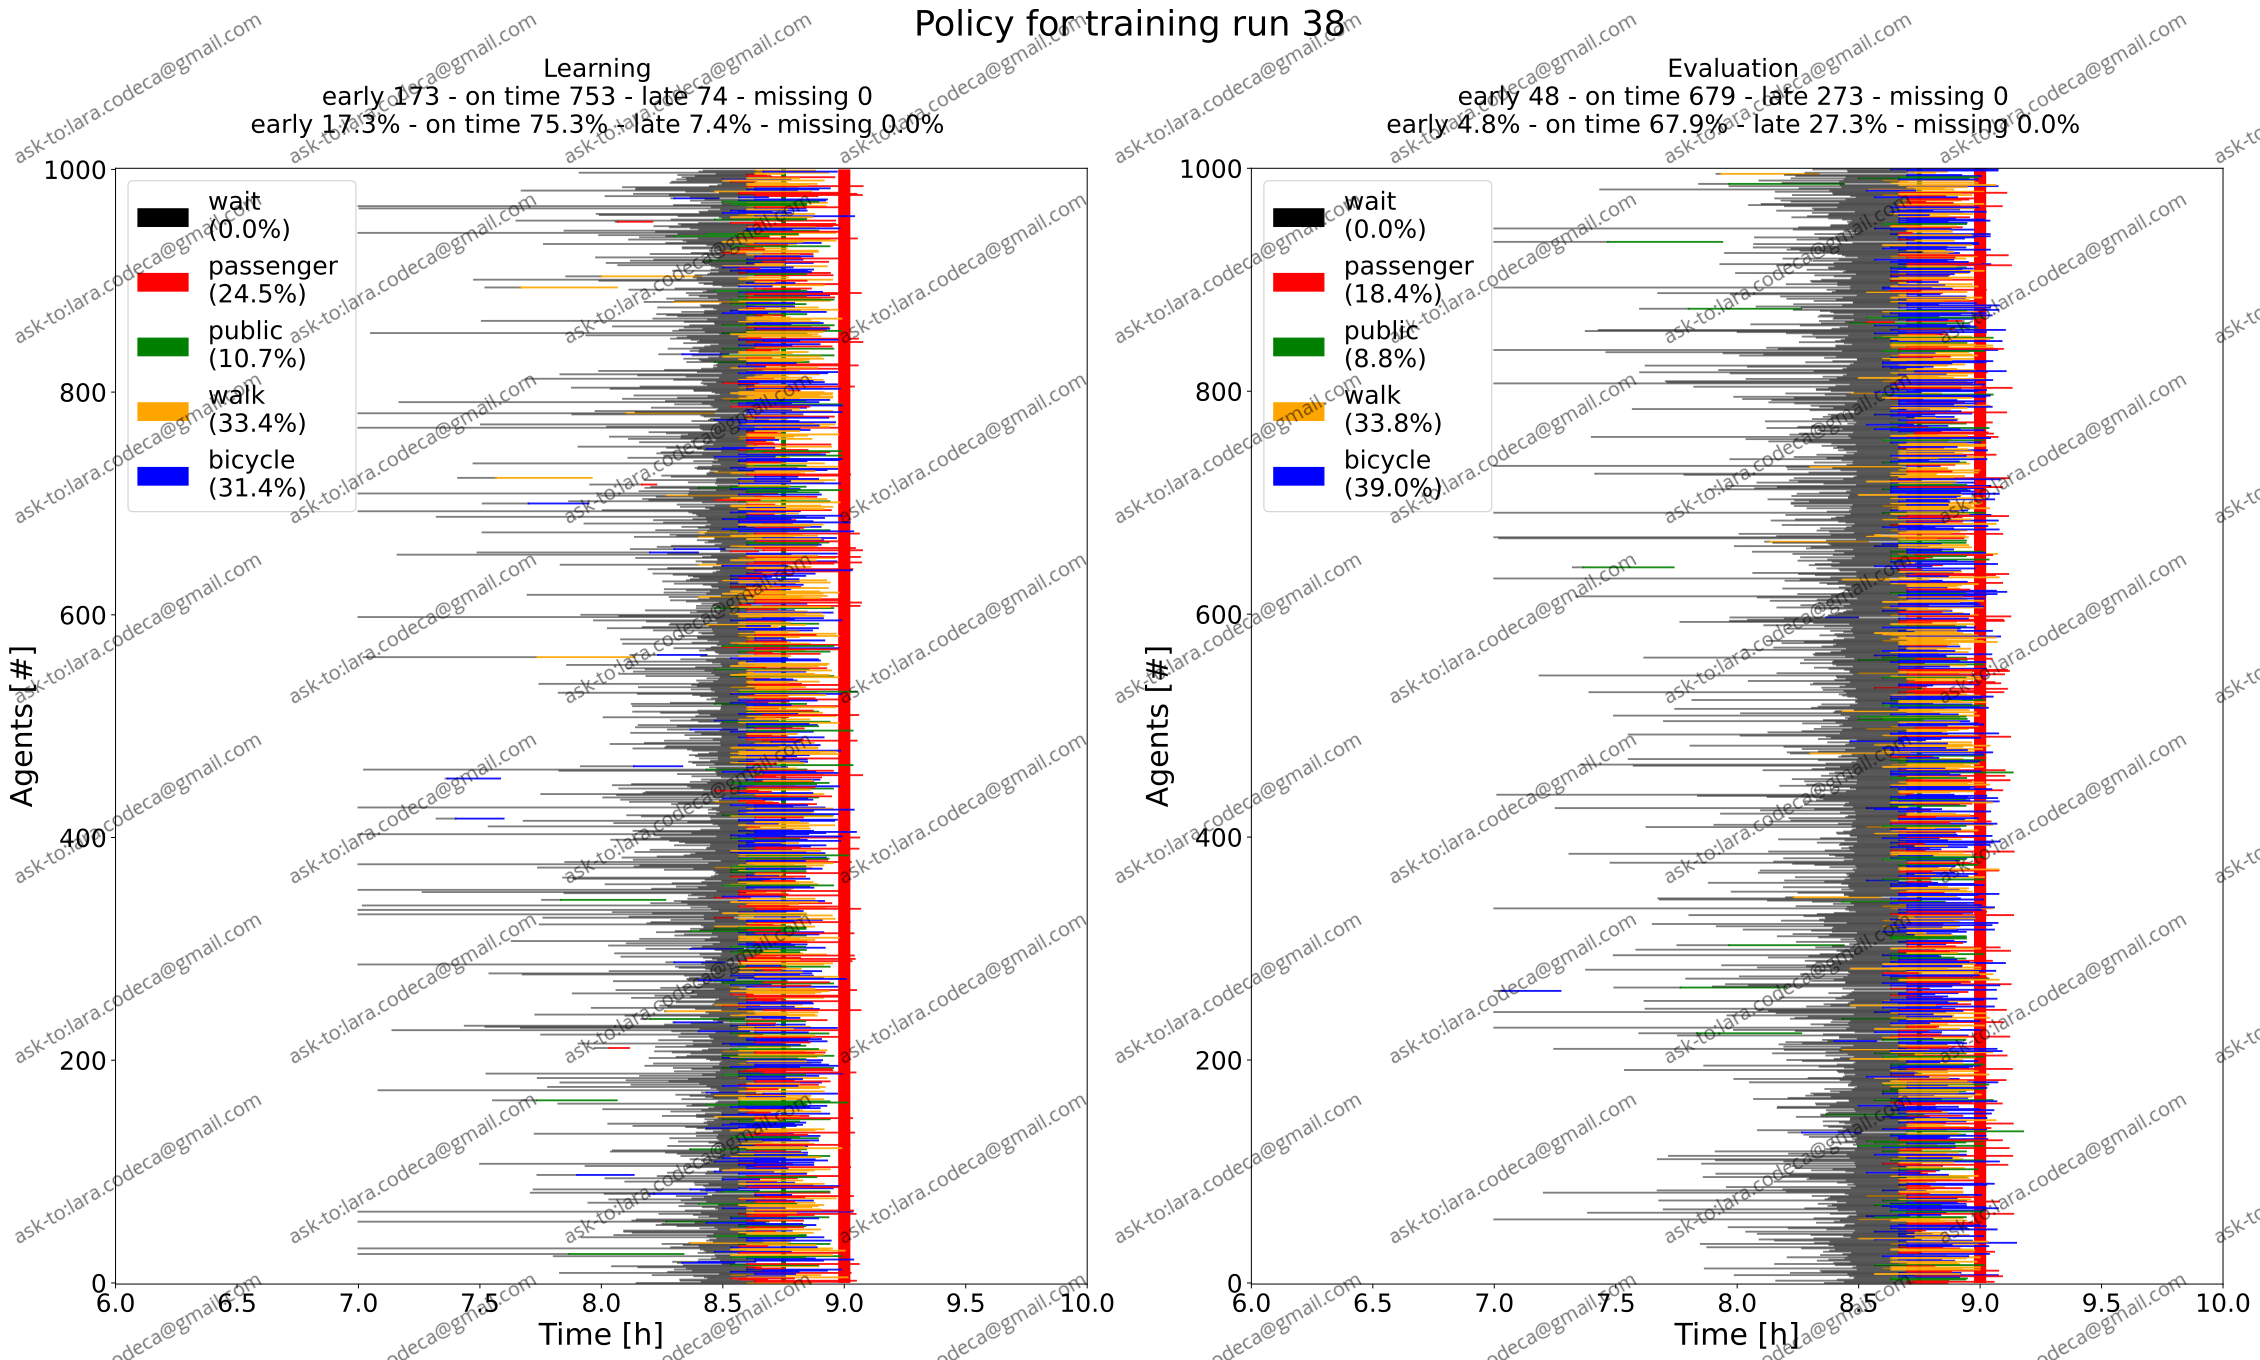 Policy for training run 38
Learning
early 173 - on time 753 - late 74 - missing 0
early 17.3% - on time 75.3% - late 7.4% - missing 0.0%
1000
800
600
400
200
0
Agents [#]
wait
(0.0%)
passenger
(24.5%)
public
(10.7%)
walk
(33.4%)
bicycle
(31.4%)
6.0 6.5 7.0 7.5 8.0 8.5 9.0 9.5 10.0
Time [h]
Evaluation
early 48 - on time 679 - late 273 - missing 0
early 4.8% - on time 67.9% - late 27.3% - missing 0.0%
1000
800
600
400
200
0
Agents [#]
wait
(0.0%)
passenger
(18.4%)
public
(8.8%)
walk
(33.8%)
bicycle
(39.0%)
6.0 6.5 7.0 7.5 8.0 8.5 9.0 9.5 10.0
Time [h]
ask-to:lara.codeca@gmail.com